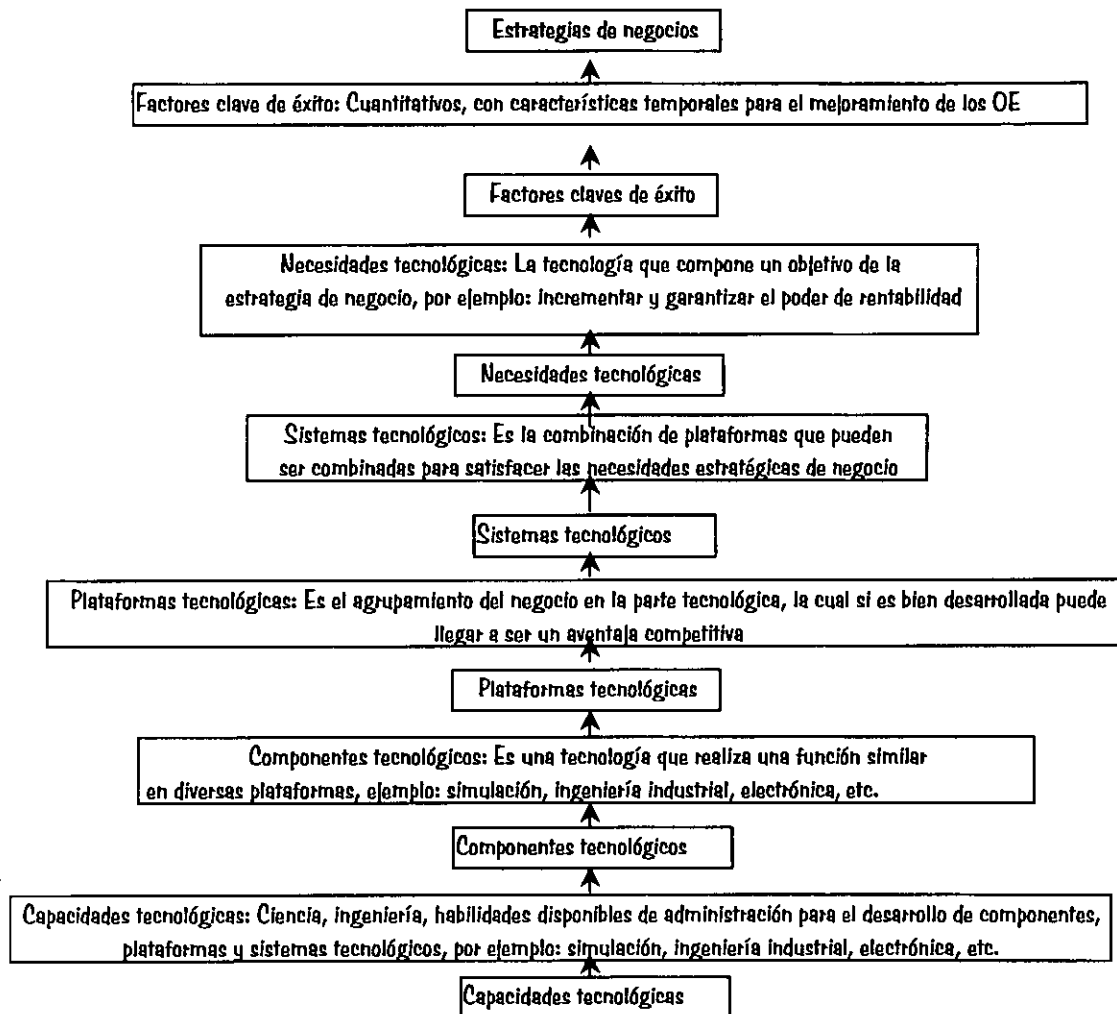 Estrategias de negocios
Factores clave de éxito: Cuantitativos, con características temporales para el mejoramiento de los OE
Factores claves de éxito
Necesidades tecnológicas: La tecnología que compone un objetivo de la
estrategia de negocio, por ejemplo: incrementar y garantizar el poder de rentabilidad
Necesidades tecnológicas
Sistemas tecnológicos: Es la combinación de plataformas que pueden
ser combinadas para satisfacer las necesidades estratégicas de negocio
Sistemas tecnológicos
Plataformas tecnológicas: Es el agrupamiento del negocio en la parte tecnológica, la cual si es bien desarrollada puede
llegar a ser un aventaja competitiva
Plataformas tecnológicas
Componentes tecnológicos: Es una tecnología que realiza una función similar
en diversas plataformas, ejemplo: simulación, ingeniería industrial, electrónica, etc.
Componentes tecnológicos
Capacidades tecnológicas: Ciencia, ingeniería, habilidades disponibles de administración para el desarrollo de componentes,
plataformas y sistemas tecnológicos, por ejemplo: simulación, ingeniería industrial, electrónica, etc.
Capacidades tecnológicas